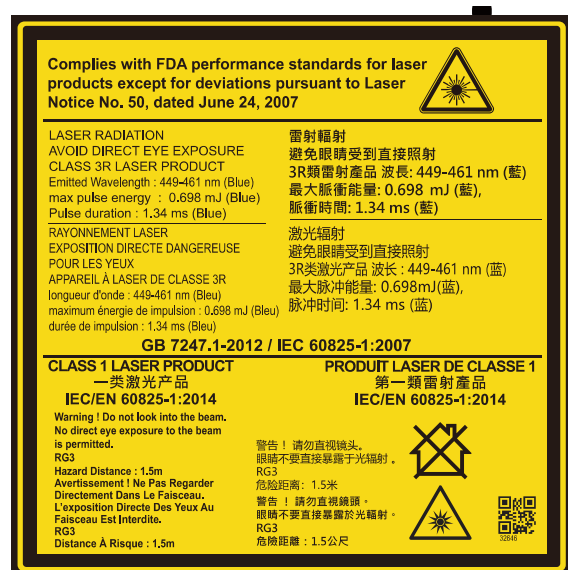 Complies with FDA performance standards for laser
products except for deviations pursuant to Laser
Notice No. 50, dated June 24, 2007
LASER RADIATION
AVOID DIRECT EYE EXPOSURE
CLASS 3R LASER PRODUCT
Emitted Wavelength : 449-461 nm (Blue)
max pulse energy : 0.698 mJ (Blue)
Pulse duration : 1.34 ms (Blue)
雷射輻射
避免眼睛受到直接照射
3R類雷射產品 波長: 449-461 nm (藍)
最大脈衝能量: 0.698 mJ (藍),
脈衝時間: 1.34 ms (藍)
RAYONNEMENT LASER
EXPOSITION DIRECTE DANGEREUSE
POUR LES YEUX
APPAREIL À LASER DE CLASSE 3R
longueur d'onde : 449-461 nm (Bleu)
maximum énergie de impulsion : 0.698 mJ (Bleu)
durée de impulsion : 1.34 ms (Bleu)
激光辐射
避免眼睛受到直接照射
3R类激光产品 波长 : 449-461 nm (蓝)
最大脉冲能量: 0.698mJ(蓝),
脉冲时间: 1.34 ms (蓝)
GB 7247.1-2012 / IEC 60825-1:2007
CLASS 1 LASER PRODUCT
一类激光产品
IEC/EN 60825-1:2014
PRODUIT LASER DE CLASSE 1
第一類雷射產品
IEC/EN 60825-1:2014
Warning ! Do not look into the beam.
No direct eye exposure to the beam
is permitted.
RG3
Hazard Distance : 1.5m
Avertissement ! Ne Pas Regarder
Directement Dans Le Faisceau.
L'exposition Directe Des Yeux Au
Faisceau Est Interdite.
RG3
Distance À Risque : 1.5m
警告！ 请勿直视镜头。
眼睛不要直接暴露于光辐射 。
RG3
危险距离: 1.5米
警告 ！ 請勿直視鏡頭。
眼睛不要直接暴露於光輻射。
RG3
危險距離 : 1.5公尺
32646